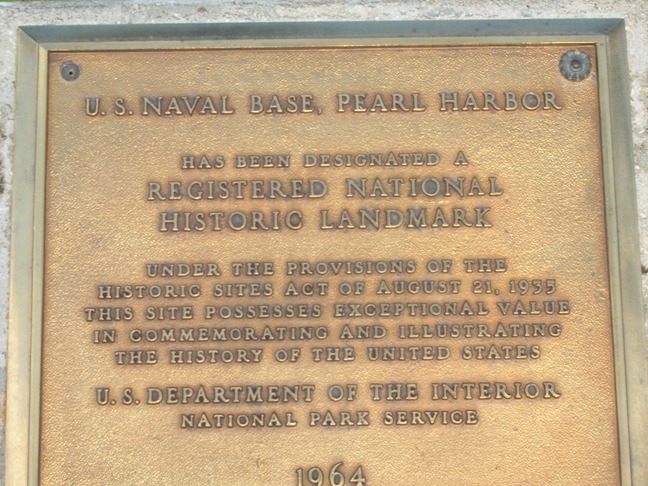 U. S. NAVAL BASE, PEARL HARBOR
HAS BEEN DESIGNATED A
REGISTERED NATIONAL
HISTORIC LANDMARK
UNDER THE PROVISIONS OF THE
HISTORIC SITES ACT OF AUGUST 21, 1935
THIS SITE POSSESSES EXCEPTIONAL VALUE
IN COMMEMORATING AND ILLUSTRATING
THE HISTORY OF THE UNITED STATES
U. S. DEPARTMENT OF THE INTERIOR
NATIONAL PARK SERVICE
1964